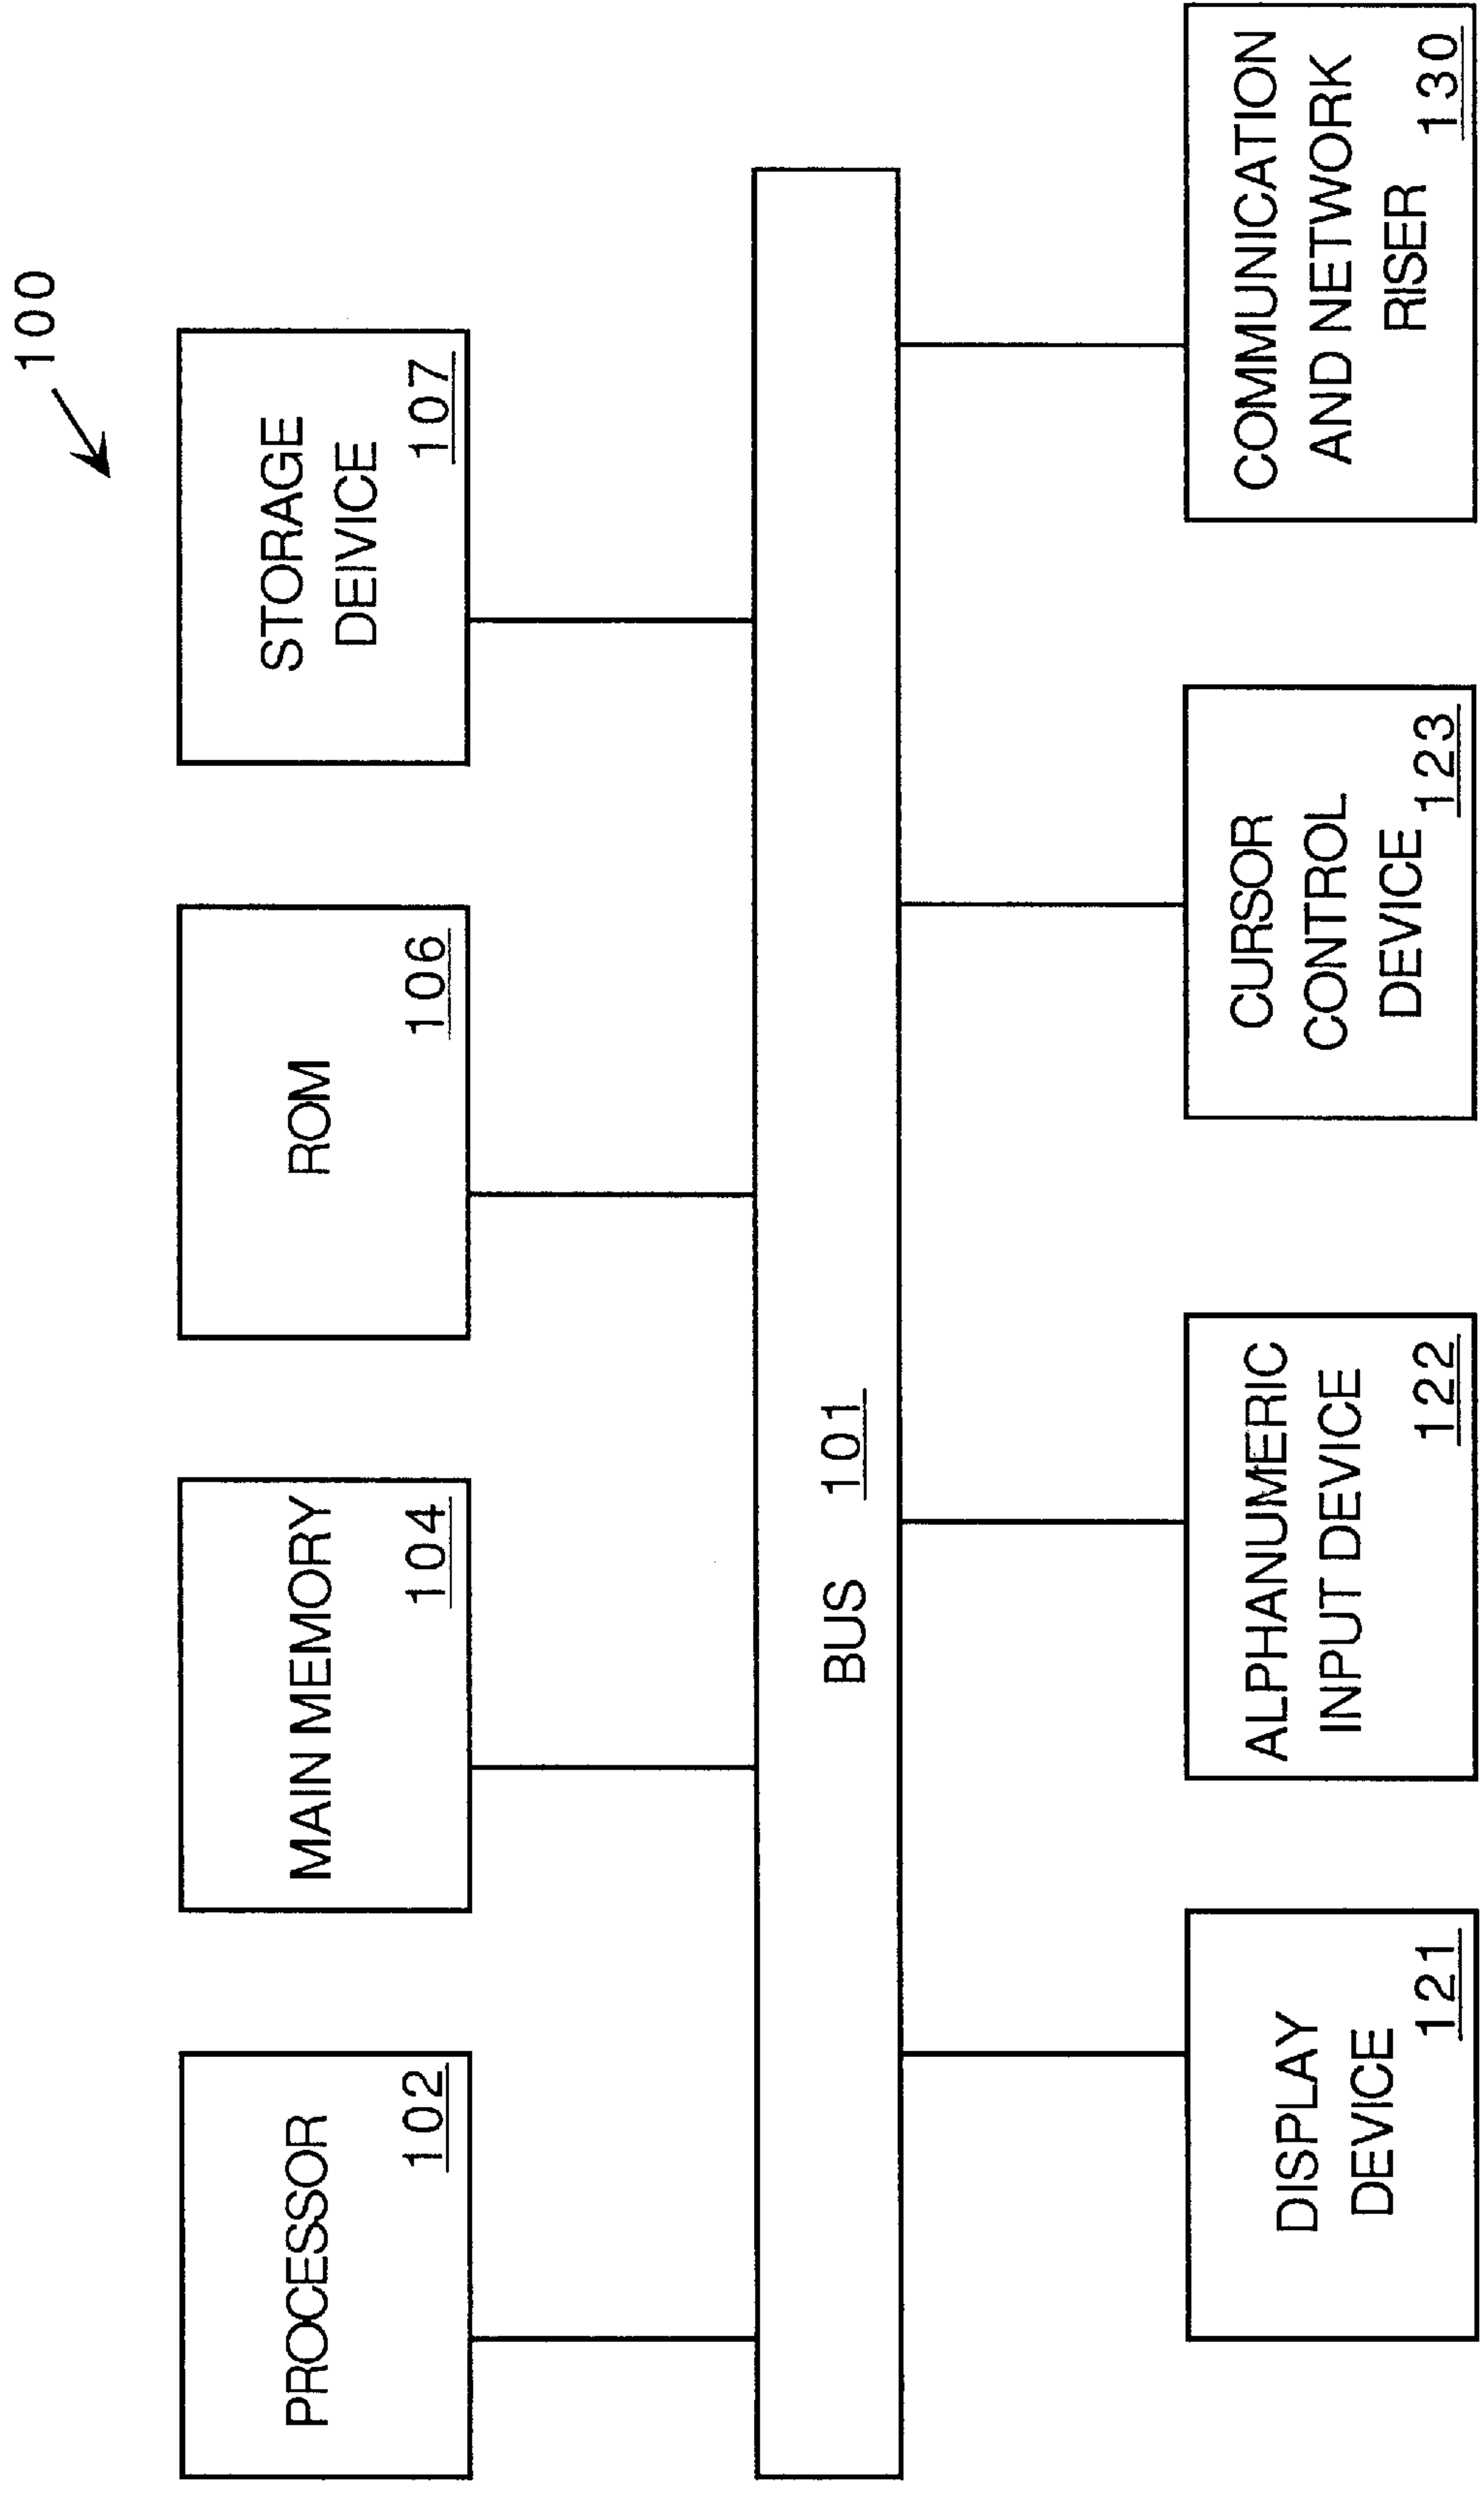 100
PROCESSOR
102
MAIN MEMORY
104
ROM
106
STORAGE
DEIVICE
107
BUS 101
DISPLAY
DEVICE
121
ALPHANUMERIC
INPUT DEVICE
122
CURSOR
CONTROL
DEVICE
123
COMMUNICATION
AND NETWORK
RISER
130